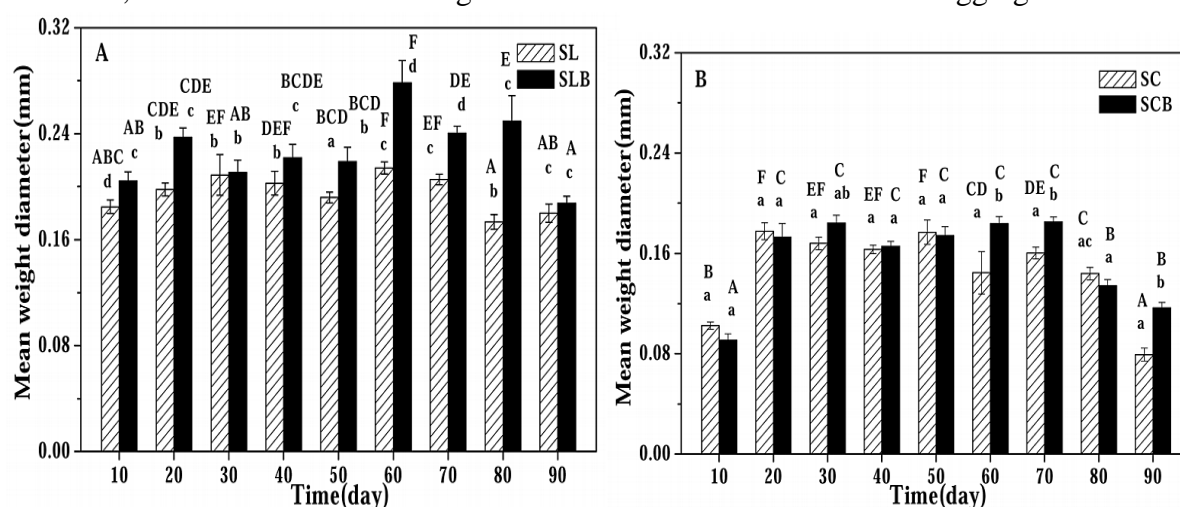 A
SL
SLB
Mean weight diameter(mm)
0.32
0.24
0.16
0.08
0.00
ABC
d
AB
c
CDE
b
CDE
c
EF
b
AB
b
DEF
b
BCDE
c
BCD
a
BCD
b
F
c
F
d
EF
c
DE
d
A
b
E
c
AB
c
A
c
10 20 30 40 50 60 70 80 90
Time(day)
B
SC
SCB
Mean weight diameter(mm)
0.32
0.24
0.16
0.08
0.00
B
a
A
a
F
a
C
a
EF
a
C
ab
EF
a
C
a
F
a
C
a
CD
a
C
b
DE
a
C
b
C
ac
B
a
A
a
B
b
10 20 30 40 50 60 70 80 90
Time(day)